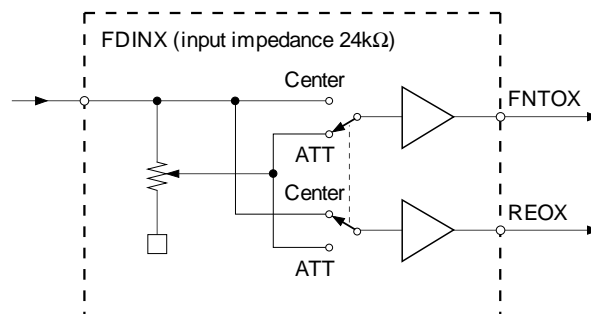 FDINX (input impedance 24kΩ)
Center
FNTOX
ATT
Center
REOX
ATT